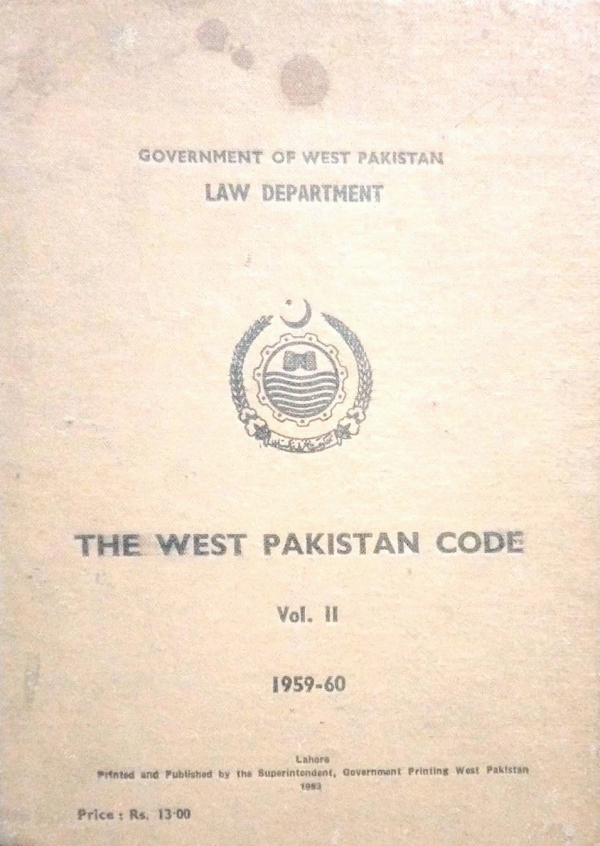 GOVERNMENT OF WEST PAKISTAN
LAW DEPARTMENT
THE WEST PAKISTAN CODE
Vol. II
1959-60
Lahore
Printed and Published by the Superintendent, Government Printing West Pakistan
1963
Price : Rs. 13·00